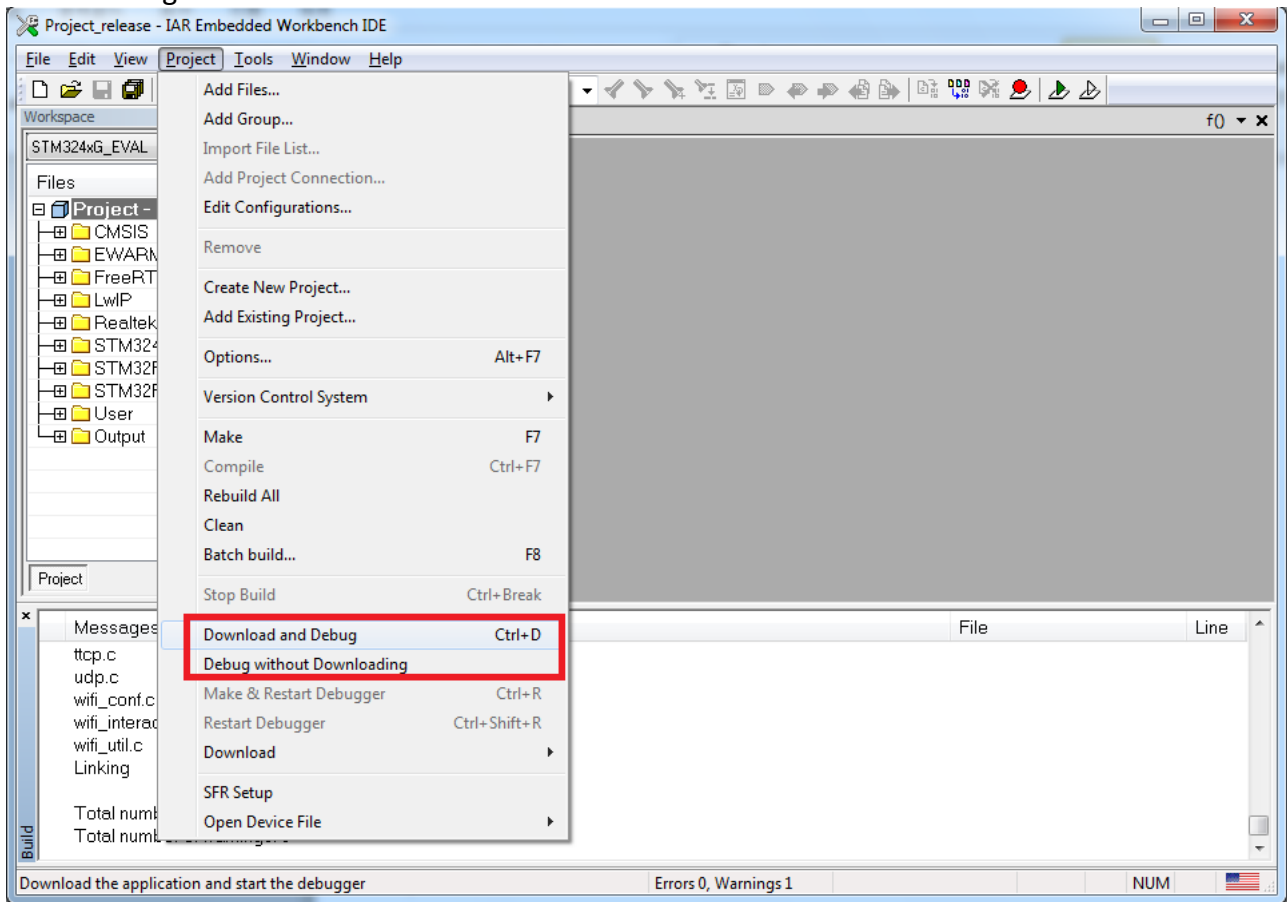 Project_release - IAR Embedded Workbench IDE
File Edit View Project Tools Window Help
Workspace
f()
STM324xG_EVAL
Files
Project -
CMSIS
EWARM
FreeRT
LwIP
Realtek
STM324
STM32F
STM32F
User
Output
Project
Add Files...
Add Group...
Import File List...
Add Project Connection...
Edit Configurations...
Remove
Create New Project...
Add Existing Project...
Options... Alt+F7
Version Control System
Make F7
Compile Ctrl+F7
Rebuild All
Clean
Batch build... F8
Stop Build Ctrl+Break
Download and Debug Ctrl+D
Debug without Downloading
Make & Restart Debugger Ctrl+R
Restart Debugger Ctrl+Shift+R
Download
SFR Setup
Open Device File
Messages File Line
ttcp.c
udp.c
wifi_conf.c
wifi_interac
wifi_util.c
Linking
Total numb
Total numb
Build
Download the application and start the debugger Errors 0, Warnings 1 NUM